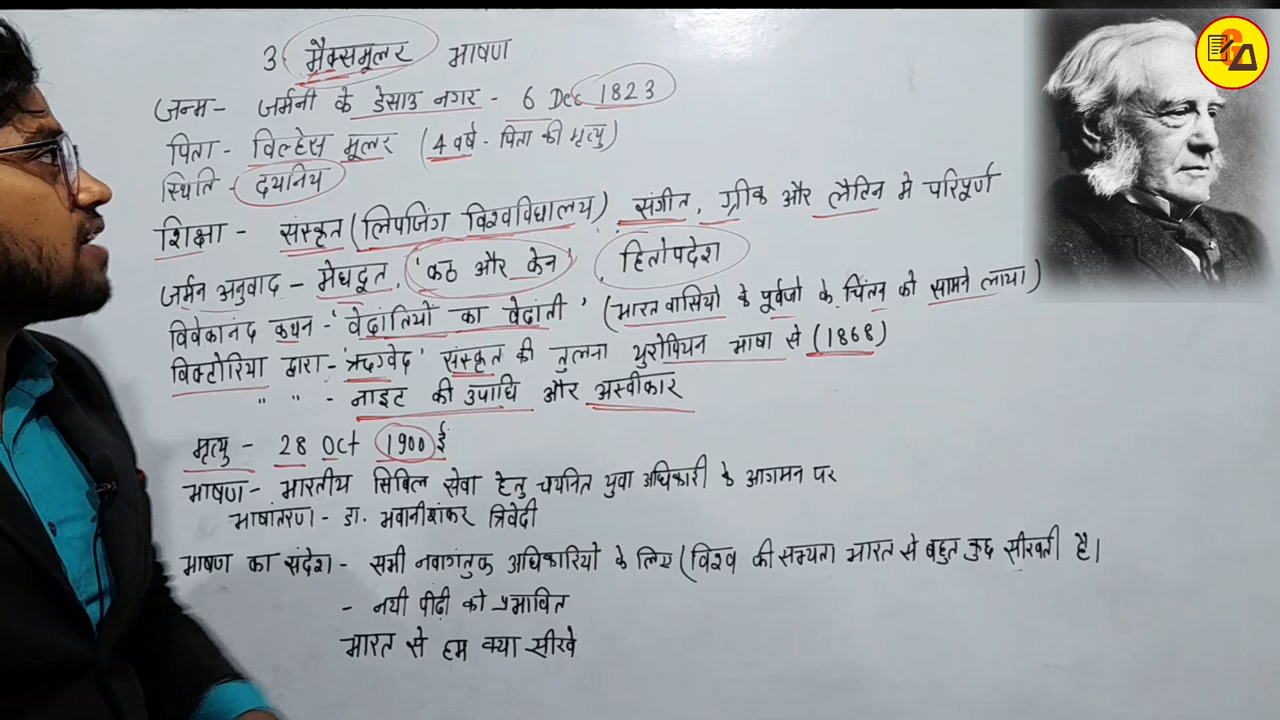 3. मैक्समूलर भाषण
जन्म - जर्मनी के डेसाउ नगर - 6 Dec 1823
पिता - विल्हेस मूलर (4 वर्ष - पिता की मृत्यु)
स्थिति - दयनिय
शिक्षा - संस्कृत (लिपजिंग विश्वविद्यालय) संगीत, ग्रीक और लैटिन मे परिपूर्ण
जर्मन अनुवाद - मेघदूत, 'कठ और केन' हितोपदेश
विवेकानंद कथन - 'वेदांतियों का वेदांती' (भारत वासियो के पूर्वजो के चिंतन को सामने लाया)
विक्टोरिया द्वारा - 'ऋग्वेद' संस्कृत की तुलना युरोपियन भाषा से (1868)
" " - नाइट की उपाधि और अस्वीकार
मृत्यु - 28 Oct 1900 ई
भाषण - भारतीय सिविल सेवा हेतु चयनित युवा अधिकारी के आगमन पर
भाषांतरण - डा. भवानीशंकर त्रिवेदी
भाषण का संदेश - सभी नवागंतुक अधिकारियो के लिए (विश्व की सभ्यता भारत से बहुत कुछ सीखती है।
- नयी पीढ़ी को प्रभावित
भारत से हम क्या सीखे